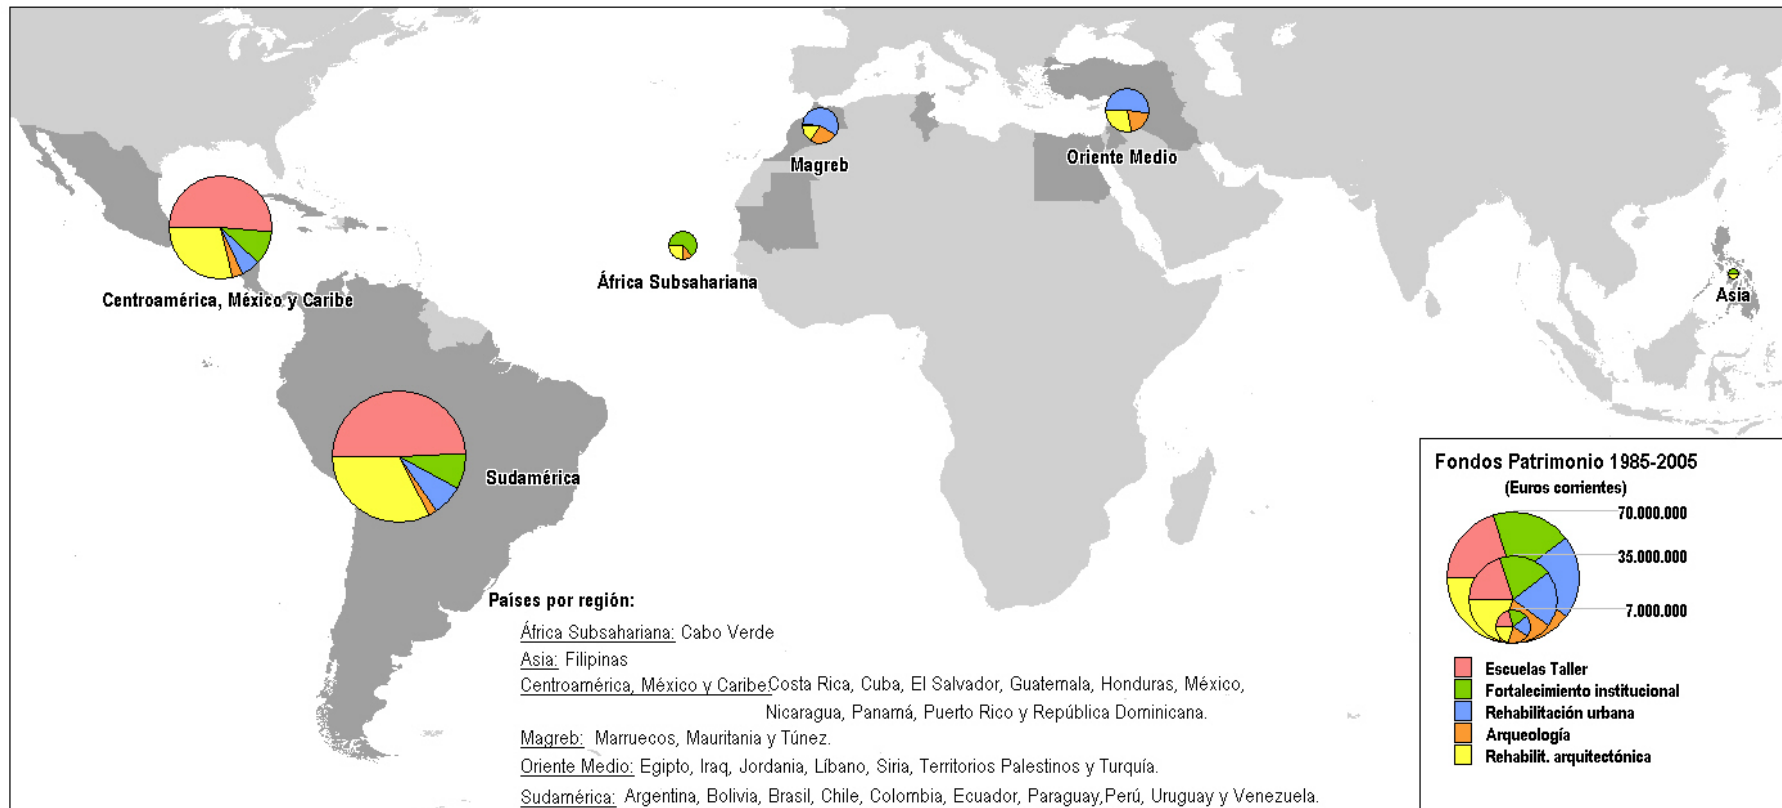 Magreb
Oriente Medio
África Subsahariana
Centroamérica, México y Caribe
Asia
Sudamérica
Fondos Patrimonio 1985-2005
(Euros corrientes)
70.000.000
35.000.000
7.000.000
Escuelas Taller
Fortalecimiento institucional
Rehabilitación urbana
Arqueología
Rehabilit. arquitectónica
Países por región:
África Subsahariana: Cabo Verde
Asia: Filipinas
Centroamérica, México y Caribe:Costa Rica, Cuba, El Salvador, Guatemala, Honduras, México,
Nicaragua, Panamá, Puerto Rico y República Dominicana.
Magreb: Marruecos, Mauritania y Túnez.
Oriente Medio: Egipto, Iraq, Jordania, Líbano, Siria, Territorios Palestinos y Turquía.
Sudamérica: Argentina, Bolivia, Brasil, Chile, Colombia, Ecuador, Paraguay,Perú, Uruguay y Venezuela.